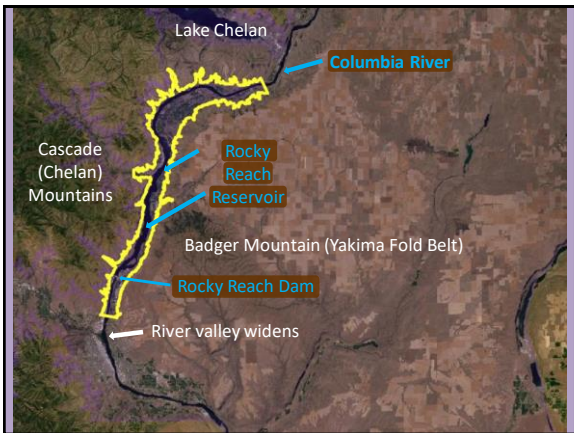 Lake Chelan
Columbia River
Cascade
(Chelan)
Mountains
Rocky
Reach
Reservoir
Badger Mountain (Yakima Fold Belt)
Rocky Reach Dam
River valley widens